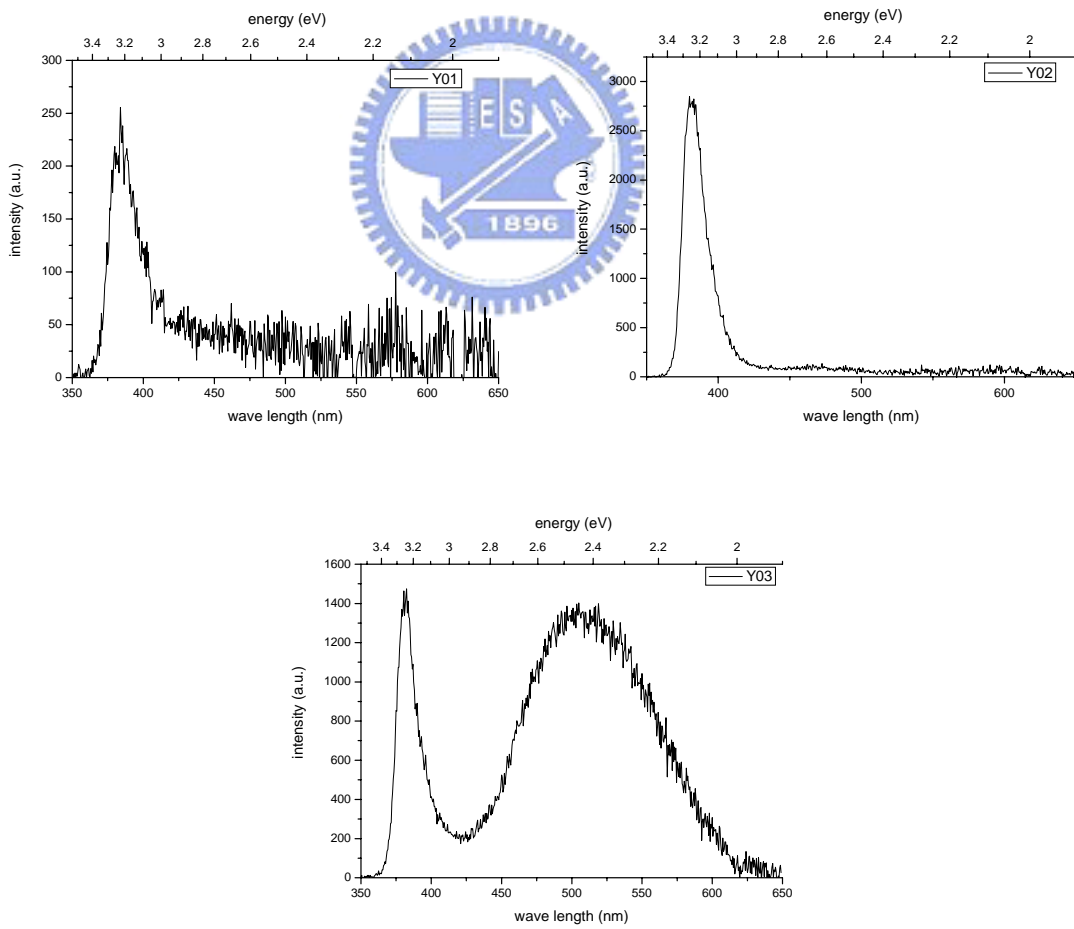 energy (eV)
3.4 3.2 3 2.8 2.6 2.4 2.2 2
300
250
200
150
100
50
0
intensity (a.u.)
Y01
350 400 450 500 550 600 650
wave length (nm)
energy (eV)
3.4 3.2 3 2.8 2.6 2.4 2.2 2
3000
2500
2000
1500
1000
500
0
intensity (a.u.)
Y02
400 500 600
wave length (nm)
E S A
1896
energy (eV)
3.4 3.2 3 2.8 2.6 2.4 2.2 2
1600
1400
1200
1000
800
600
400
200
0
intensity (a.u.)
Y03
350 400 450 500 550 600 650
wave length (nm)